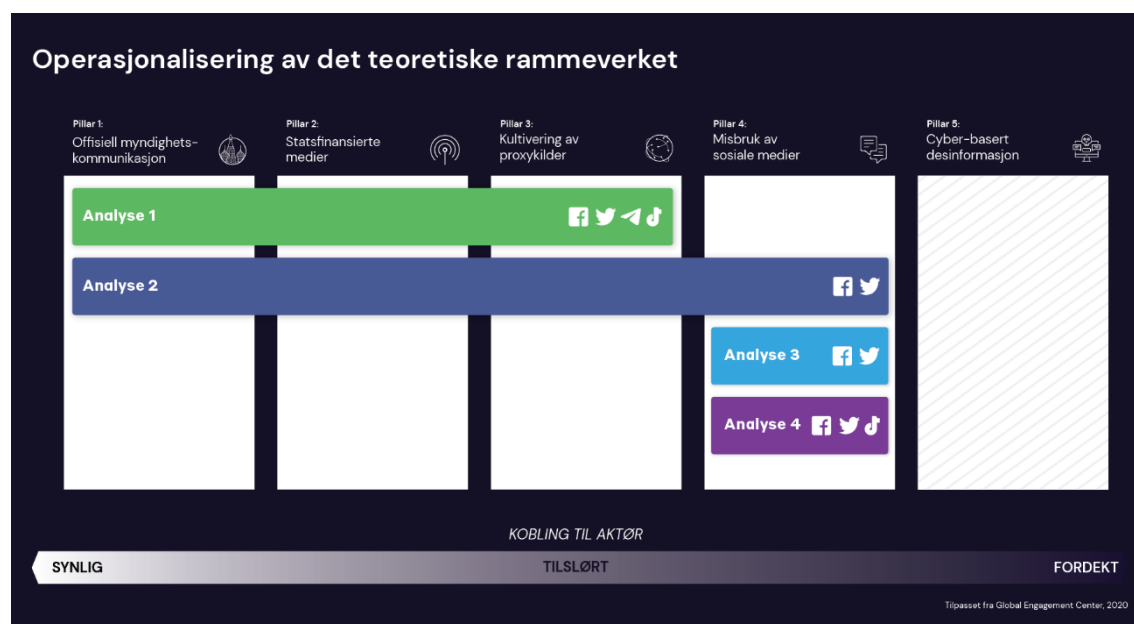 Operasjonalisering av det teoretiske rammeverket
Pillar 1:
Offisiell myndighets-
kommunikasjon
Pillar 2:
Statsfinansierte
medier
Pillar 3:
Kultivering av
proxykilder
Pillar 4:
Misbruk av
sosiale medier
Pillar 5:
Cyber-basert
desinformasjon
Analyse 1
Analyse 2
Analyse 3
Analyse 4
KOBLING TIL AKTØR
SYNLIG
TILSLØRT
FORDEKT
Tilpasset fra Global Engagement Center, 2020